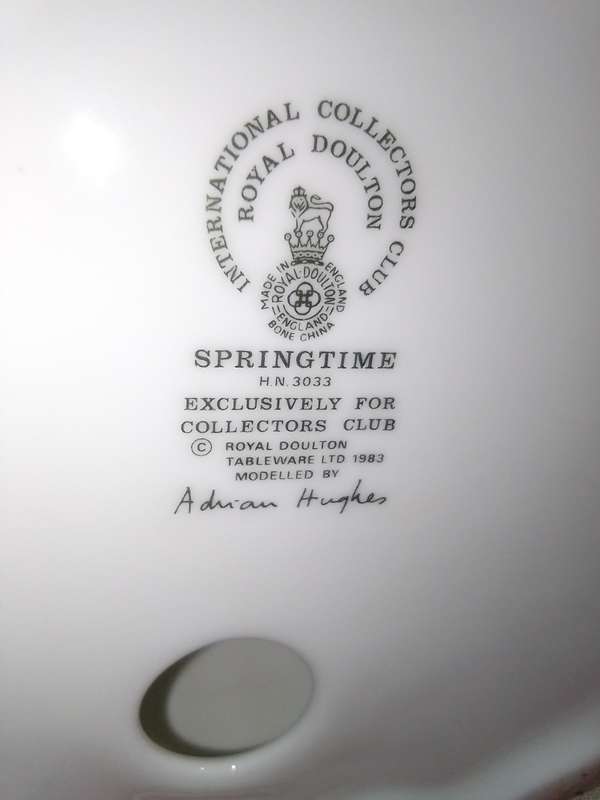 INTERNATIONAL COLLECTORS CLUB
ROYAL DOULTON
MADE IN ENGLAND
ROYAL·DOULTON
ENGLAND
BONE CHINA
SPRINGTIME
H.N. 3033
EXCLUSIVELY FOR
COLLECTORS CLUB
© ROYAL DOULTON
TABLEWARE LTD 1983
MODELLED BY
Adrian Hughes